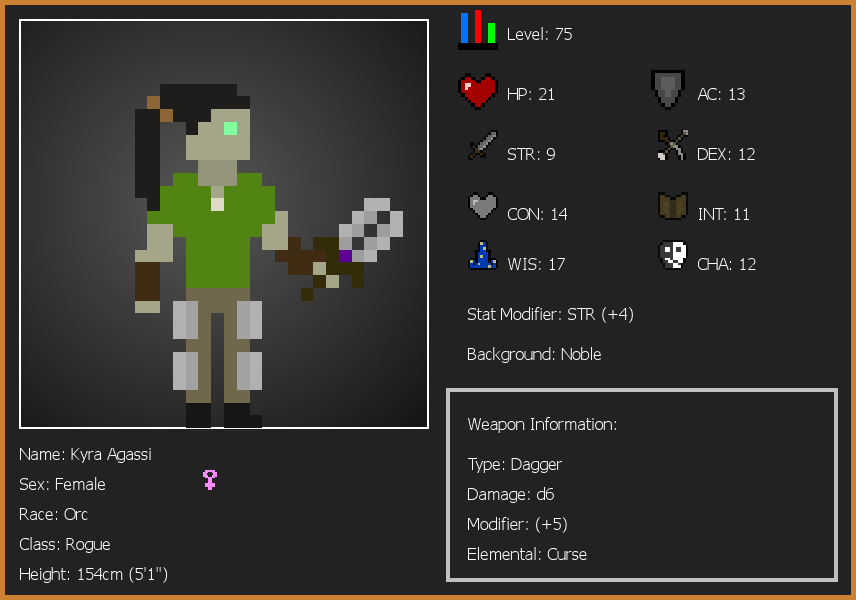 Level: 75
HP: 21
AC: 13
STR: 9
DEX: 12
CON: 14
INT: 11
WIS: 17
CHA: 12
Stat Modifier: STR (+4)
Background: Noble
Weapon Information:
Type: Dagger
Damage: d6
Modifier: (+5)
Elemental: Curse
Name: Kyra Agassi
Sex: Female
Race: Orc
Class: Rogue
Height: 154cm (5'1")